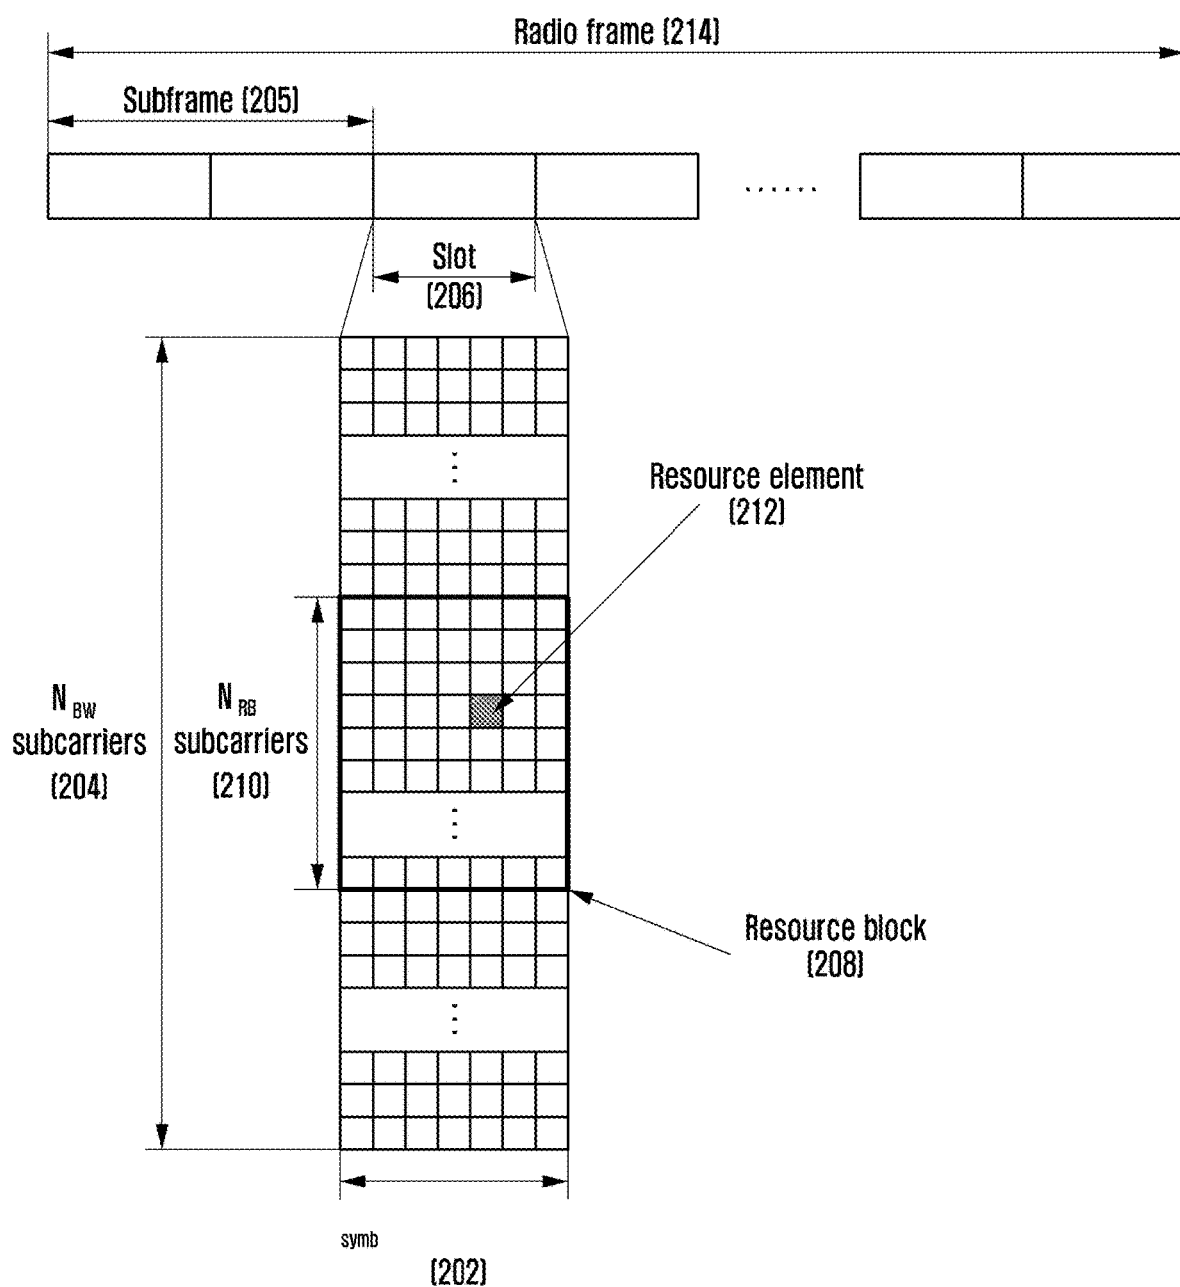 Radio frame (214)
Subframe (205)
......
Slot
(206)
Resource element
(212)
N BW
subcarriers
(204)
N RB
subcarriers
(210)
Resource block
(208)
symb
(202)